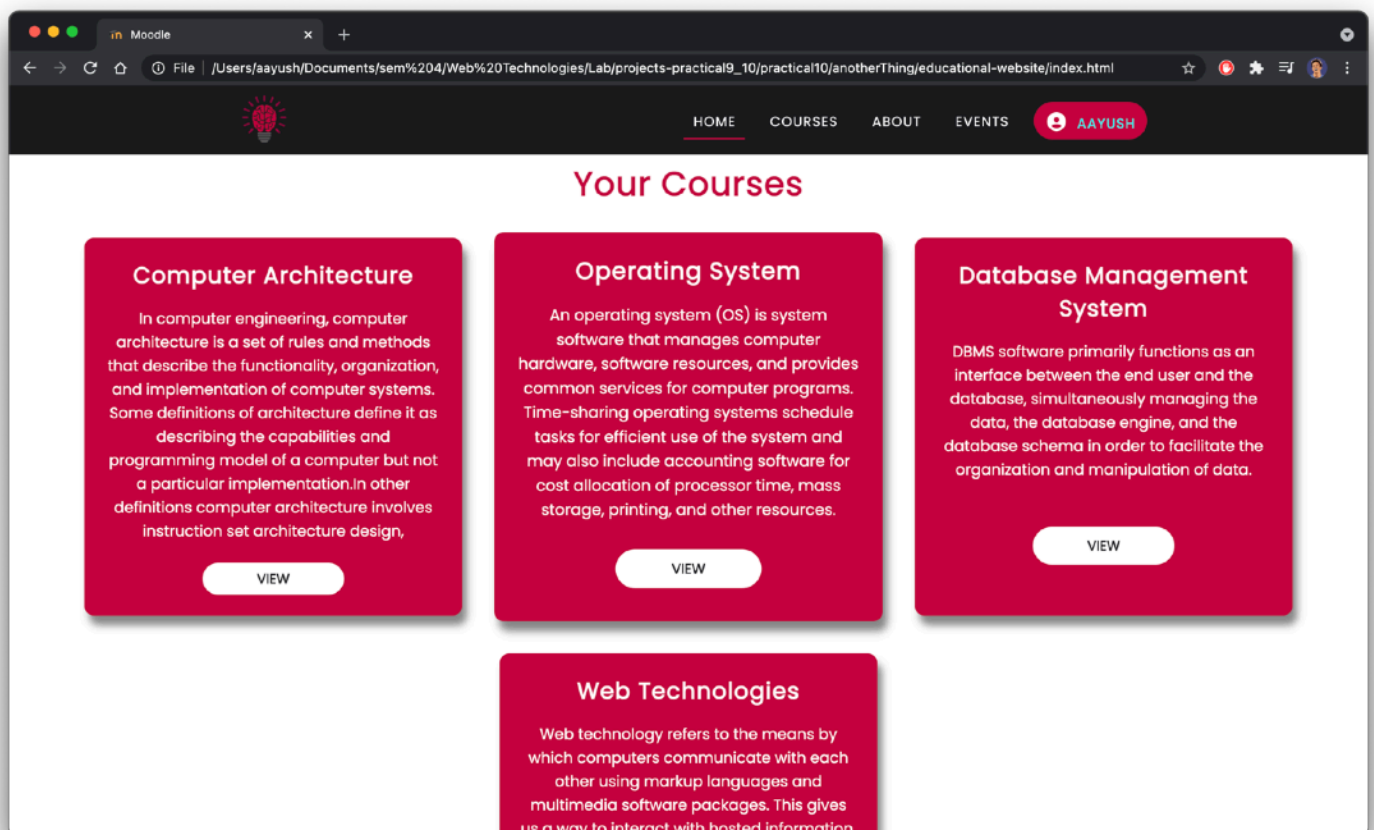 Moodle
File | /Users/aayush/Documents/sem%204/Web%20Technologies/Lab/projects-practical9_10/practical10/anotherThing/educational-website/index.html
HOME COURSES ABOUT EVENTS AAYUSH
Your Courses
Computer Architecture
In computer engineering, computer
architecture is a set of rules and methods
that describe the functionality, organization,
and implementation of computer systems.
Some definitions of architecture define it as
describing the capabilities and
programming model of a computer but not
a particular implementation.In other
definitions computer architecture involves
instruction set architecture design,
VIEW
Operating System
An operating system (OS) is system
software that manages computer
hardware, software resources, and provides
common services for computer programs.
Time-sharing operating systems schedule
tasks for efficient use of the system and
may also include accounting software for
cost allocation of processor time, mass
storage, printing, and other resources.
VIEW
Database Management
System
DBMS software primarily functions as an
interface between the end user and the
database, simultaneously managing the
data, the database engine, and the
database schema in order to facilitate the
organization and manipulation of data.
VIEW
Web Technologies
Web technology refers to the means by
which computers communicate with each
other using markup languages and
multimedia software packages. This gives
us a way to interact with hosted information,